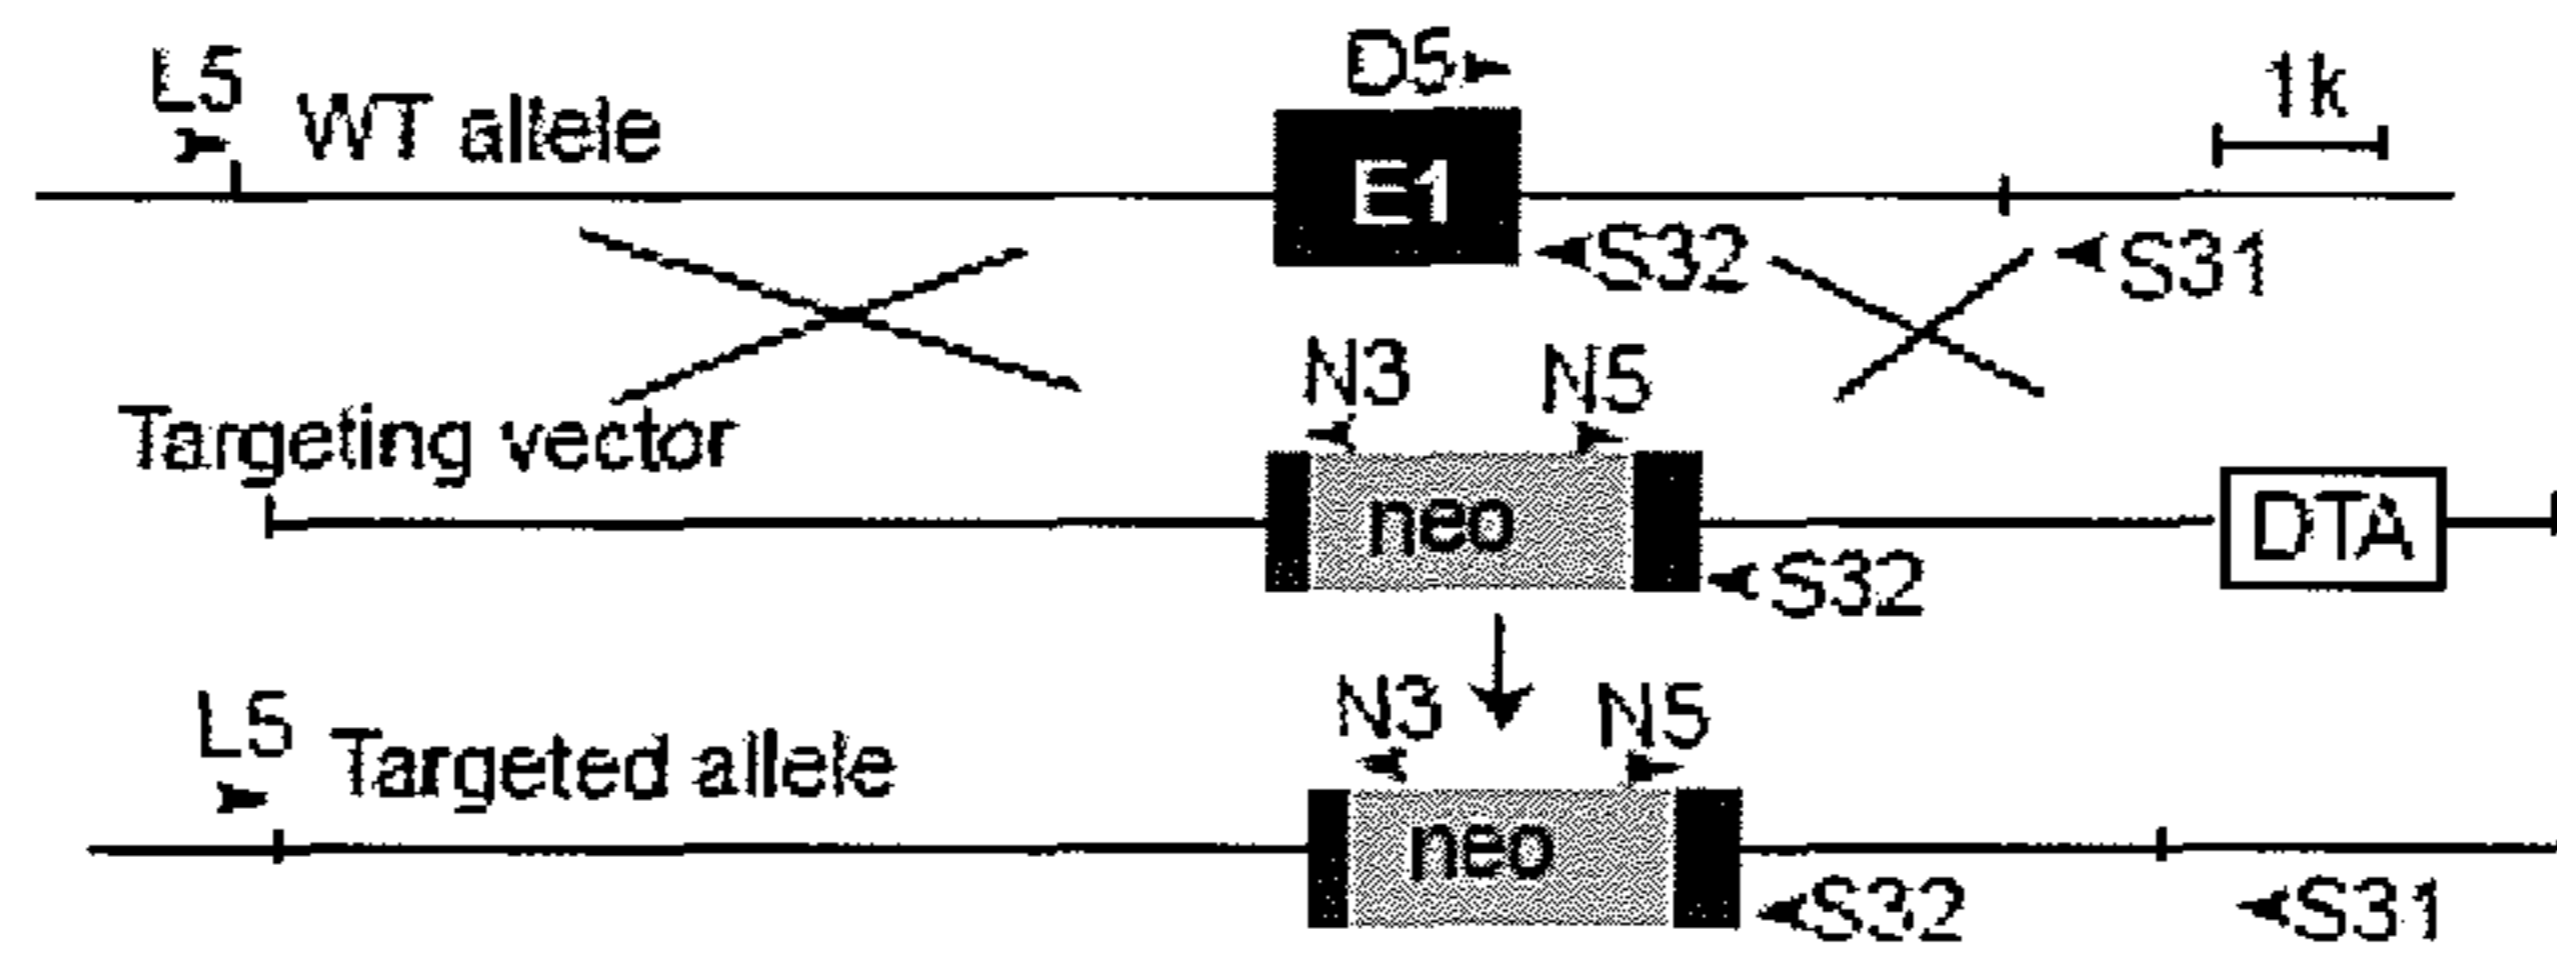 L5
WT allele
D5
1k
E1
S32
S31
N3
N5
Targeting vector
neo
DTA
S32
L5
Targeted allele
N3
N5
neo
S32
S31